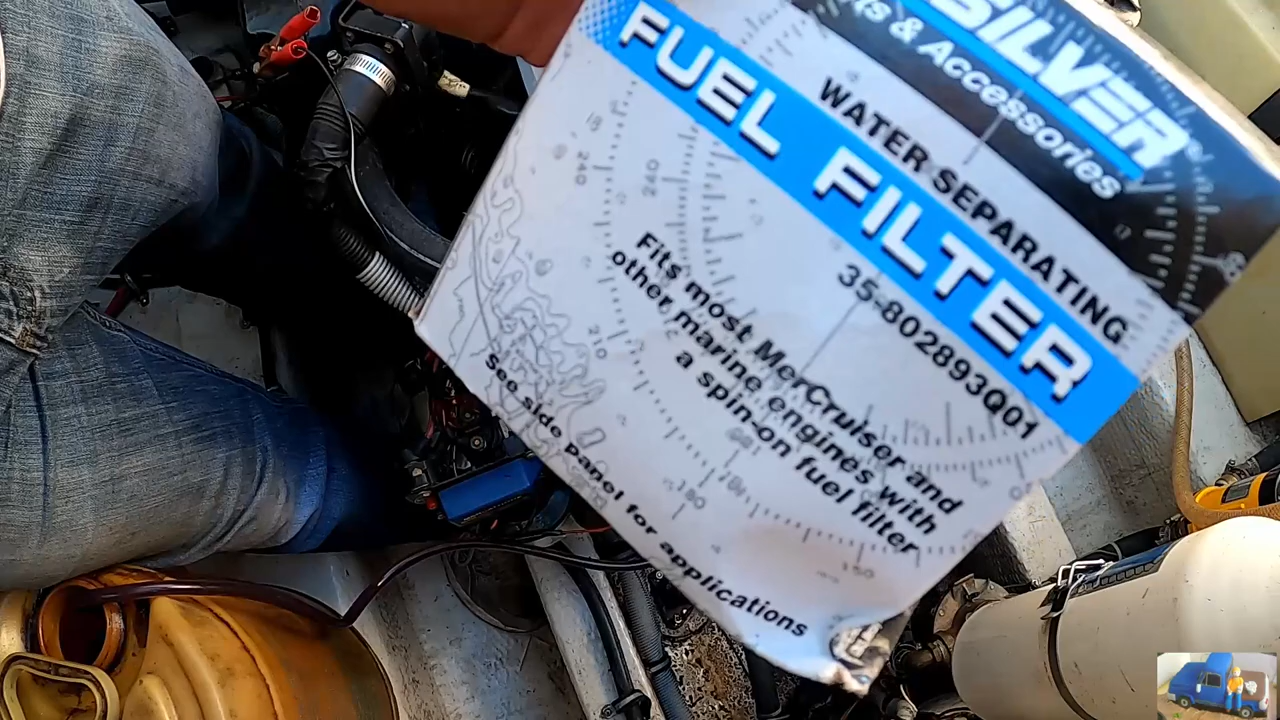 SILVER
& Accessories
WATER SEPARATING
FUEL FILTER
35-802893Q01
Fits most MerCruiser and
other marine engines with
a spin-on fuel filter
See side panel for applications